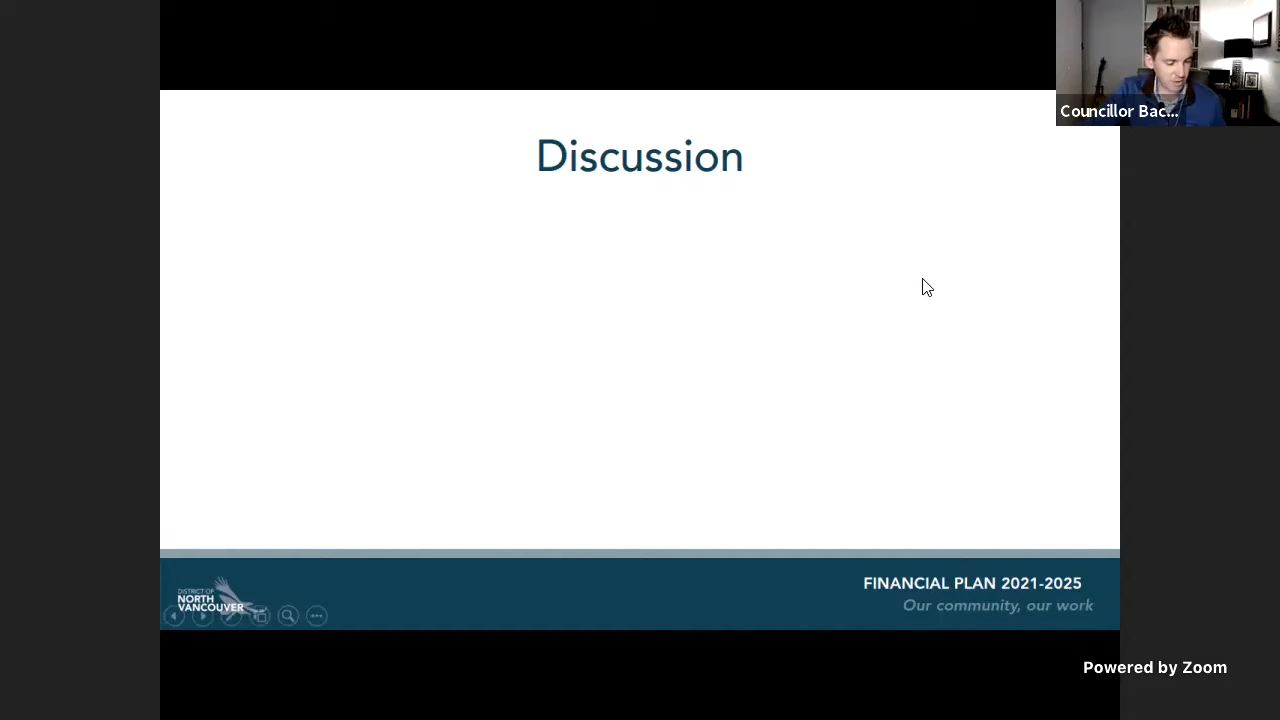 Councillor Bac...
Discussion
FINANCIAL PLAN 2021-2025
Our community, our work
DISTRICT OF
NORTH
VANCOUVER
Powered by Zoom